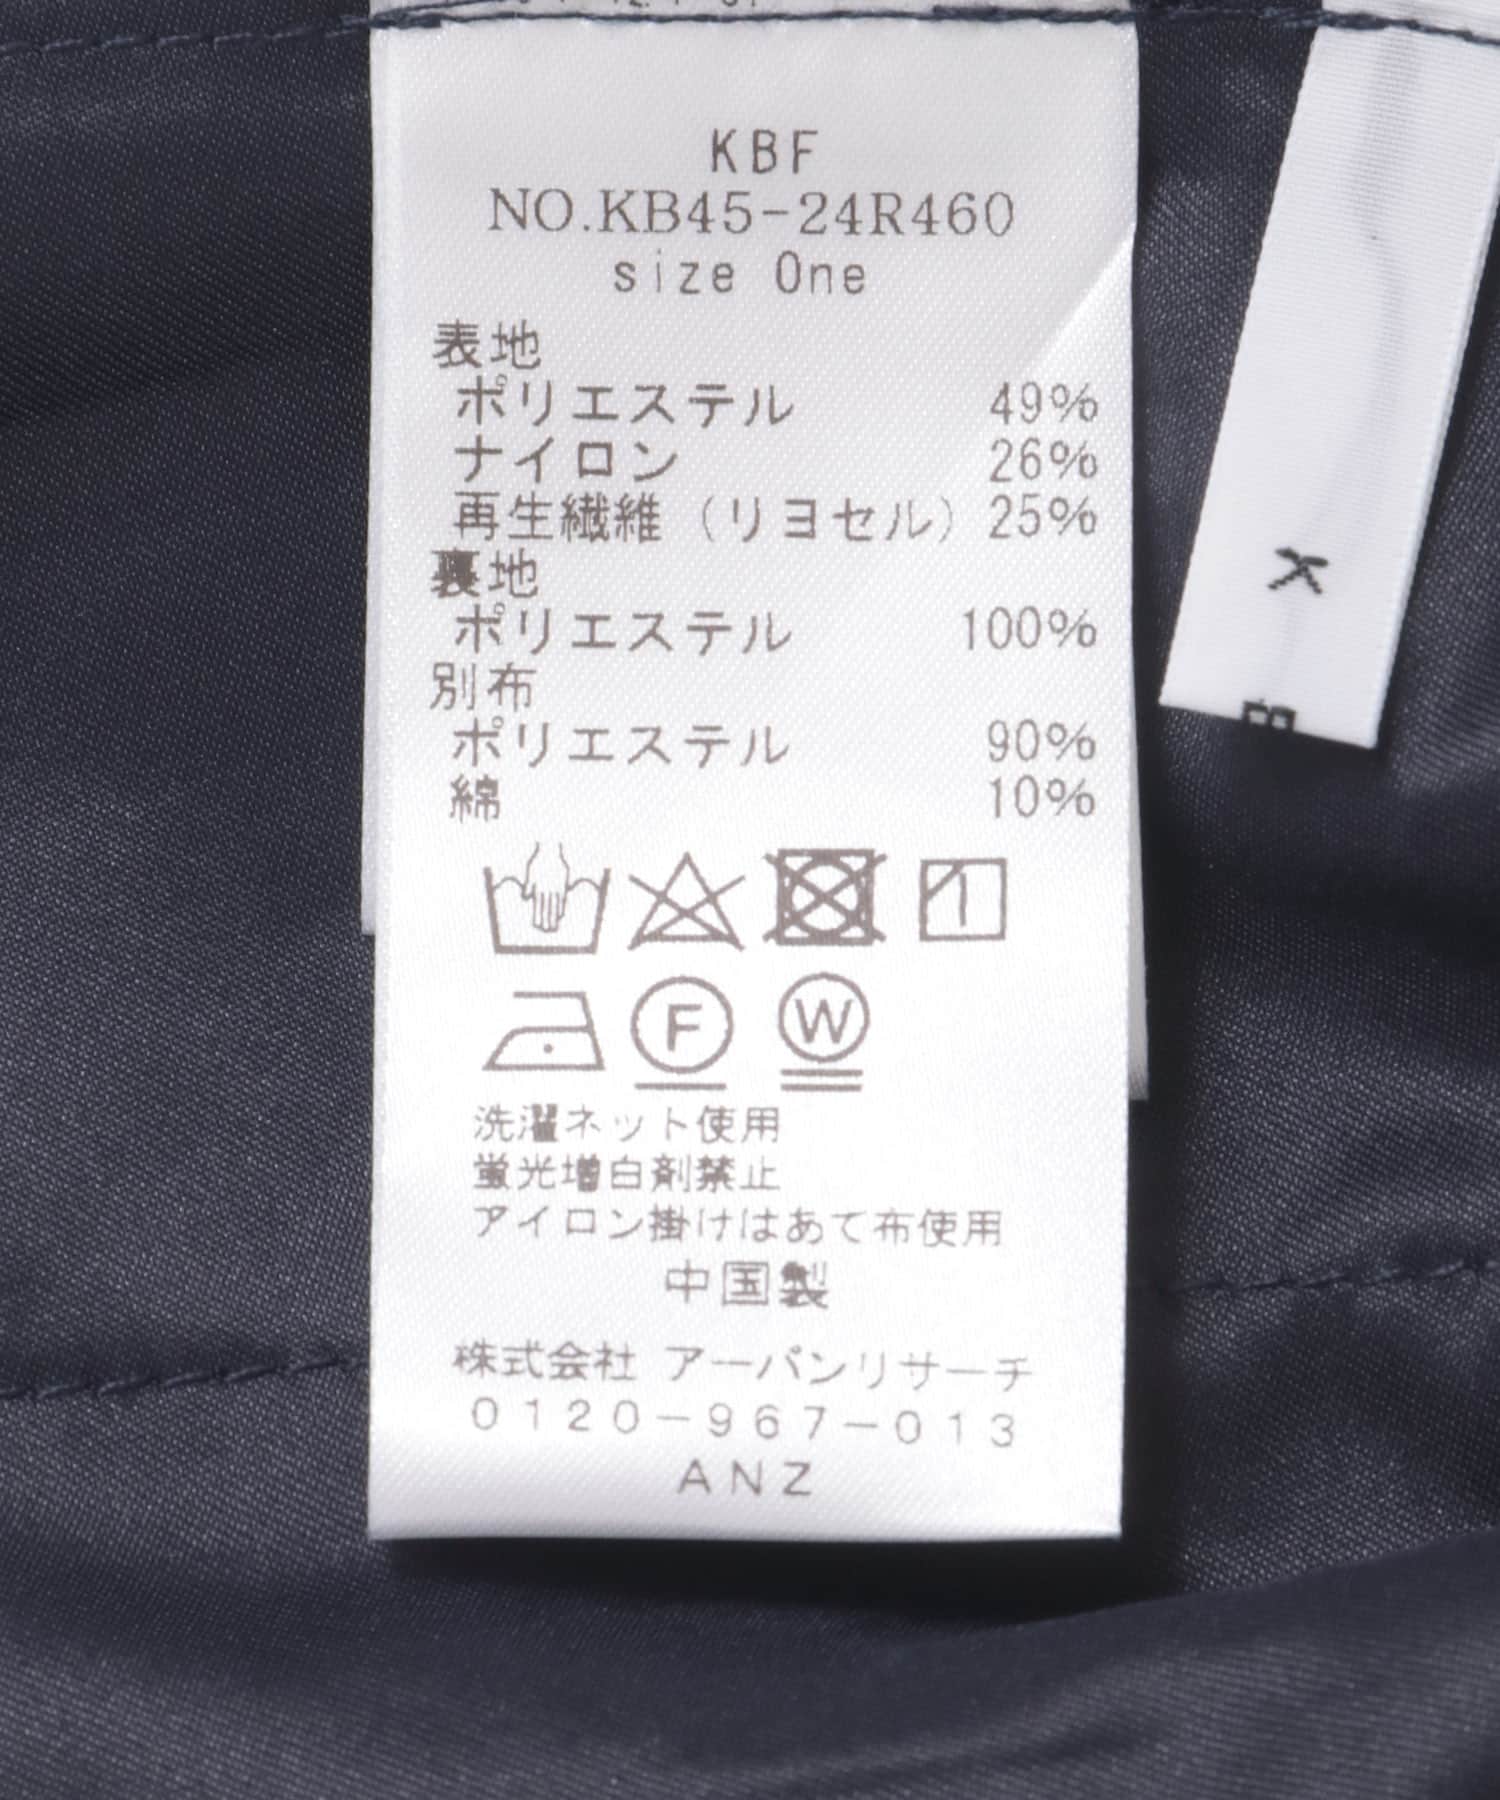 KBF
NO.KB45-24R460
size One
表地
ポリエステル 49%
ナイロン 26%
再生繊維（リヨセル）25%
裏地
ポリエステル 100%
別布
ポリエステル 90%
綿 10%
F W
洗濯ネット使用
蛍光増白剤禁止
アイロン掛けはあて布使用
中国製
株式会社 アーバンリサーチ
0120-967-013
ANZ
K
B